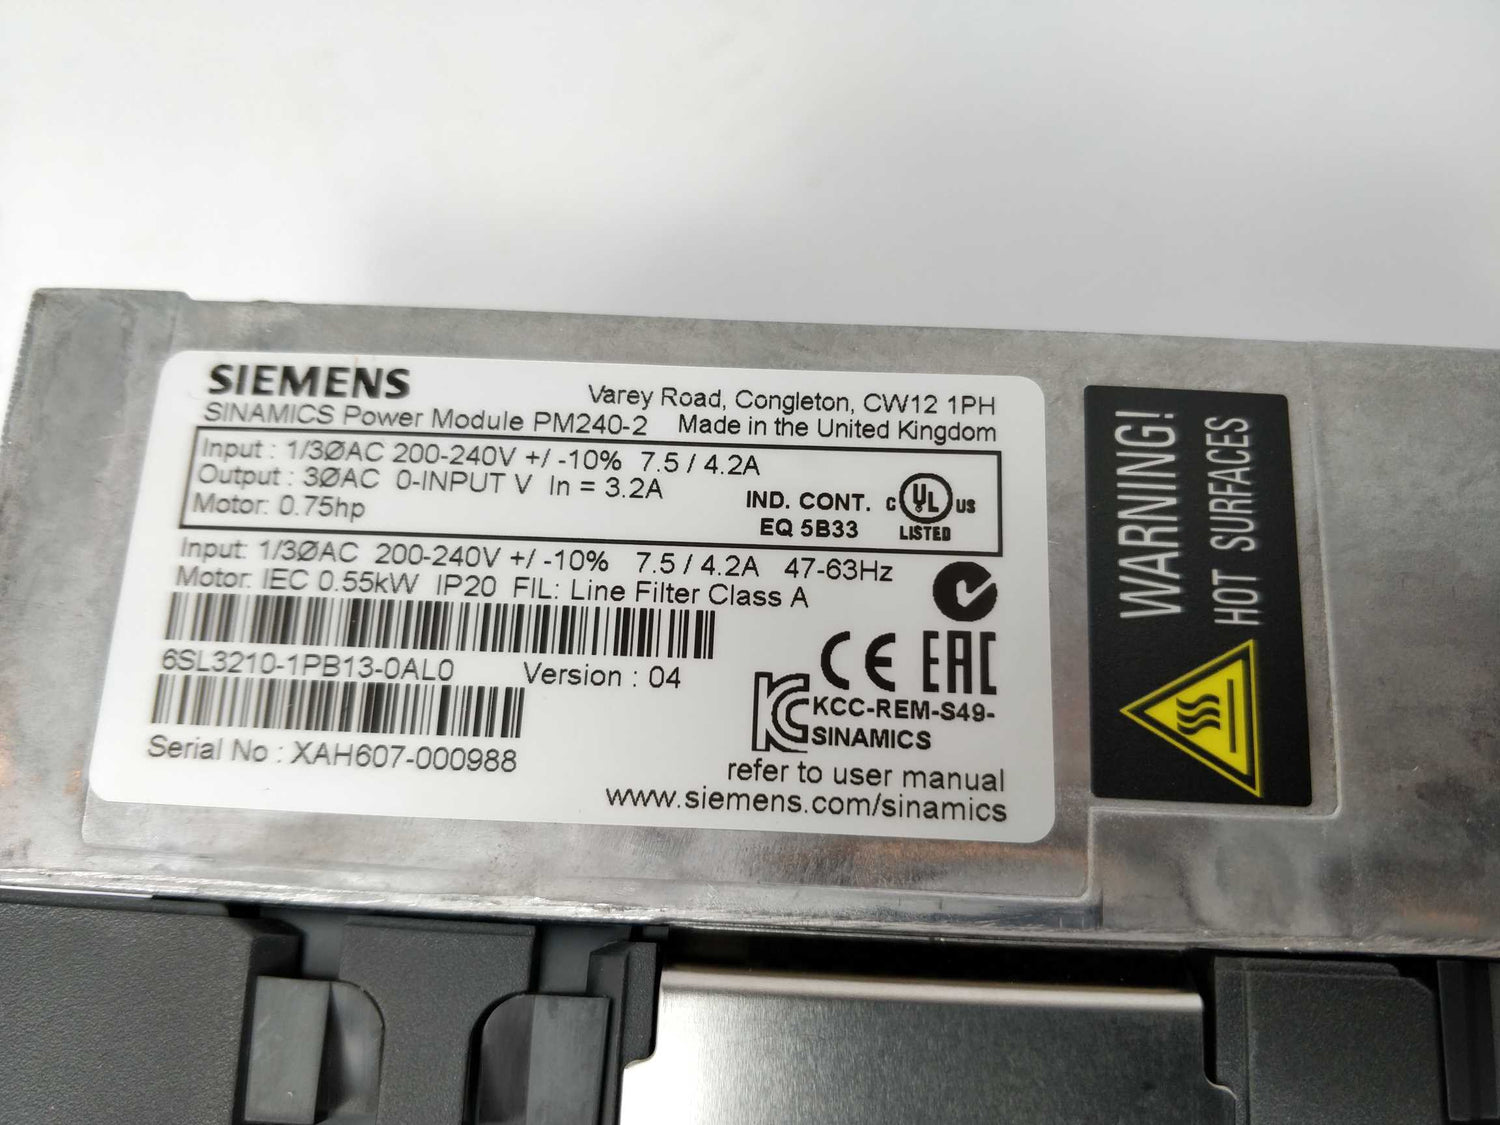 SIEMENS
Varey Road, Congleton, CW12 1PH
SINAMICS Power Module PM240-2 Made in the United Kingdom
Input : 1/3ØAC 200-240V +/ -10% 7.5 / 4.2A
Output : 3ØAC 0-INPUT V In = 3.2A
Motor: 0.75hp
IND. CONT.
EQ 5B33
C UL US
LISTED
Input: 1/3ØAC 200-240V +/ -10% 7.5 / 4.2A 47-63Hz
Motor: IEC 0.55kW IP20 FIL: Line Filter Class A
6SL3210-1PB13-0AL0 Version : 04
CE EAC
KCC-REM-S49-
SINAMICS
Serial No : XAH607-000988
refer to user manual
www.siemens.com/sinamics
WARNING!
HOT SURFACES